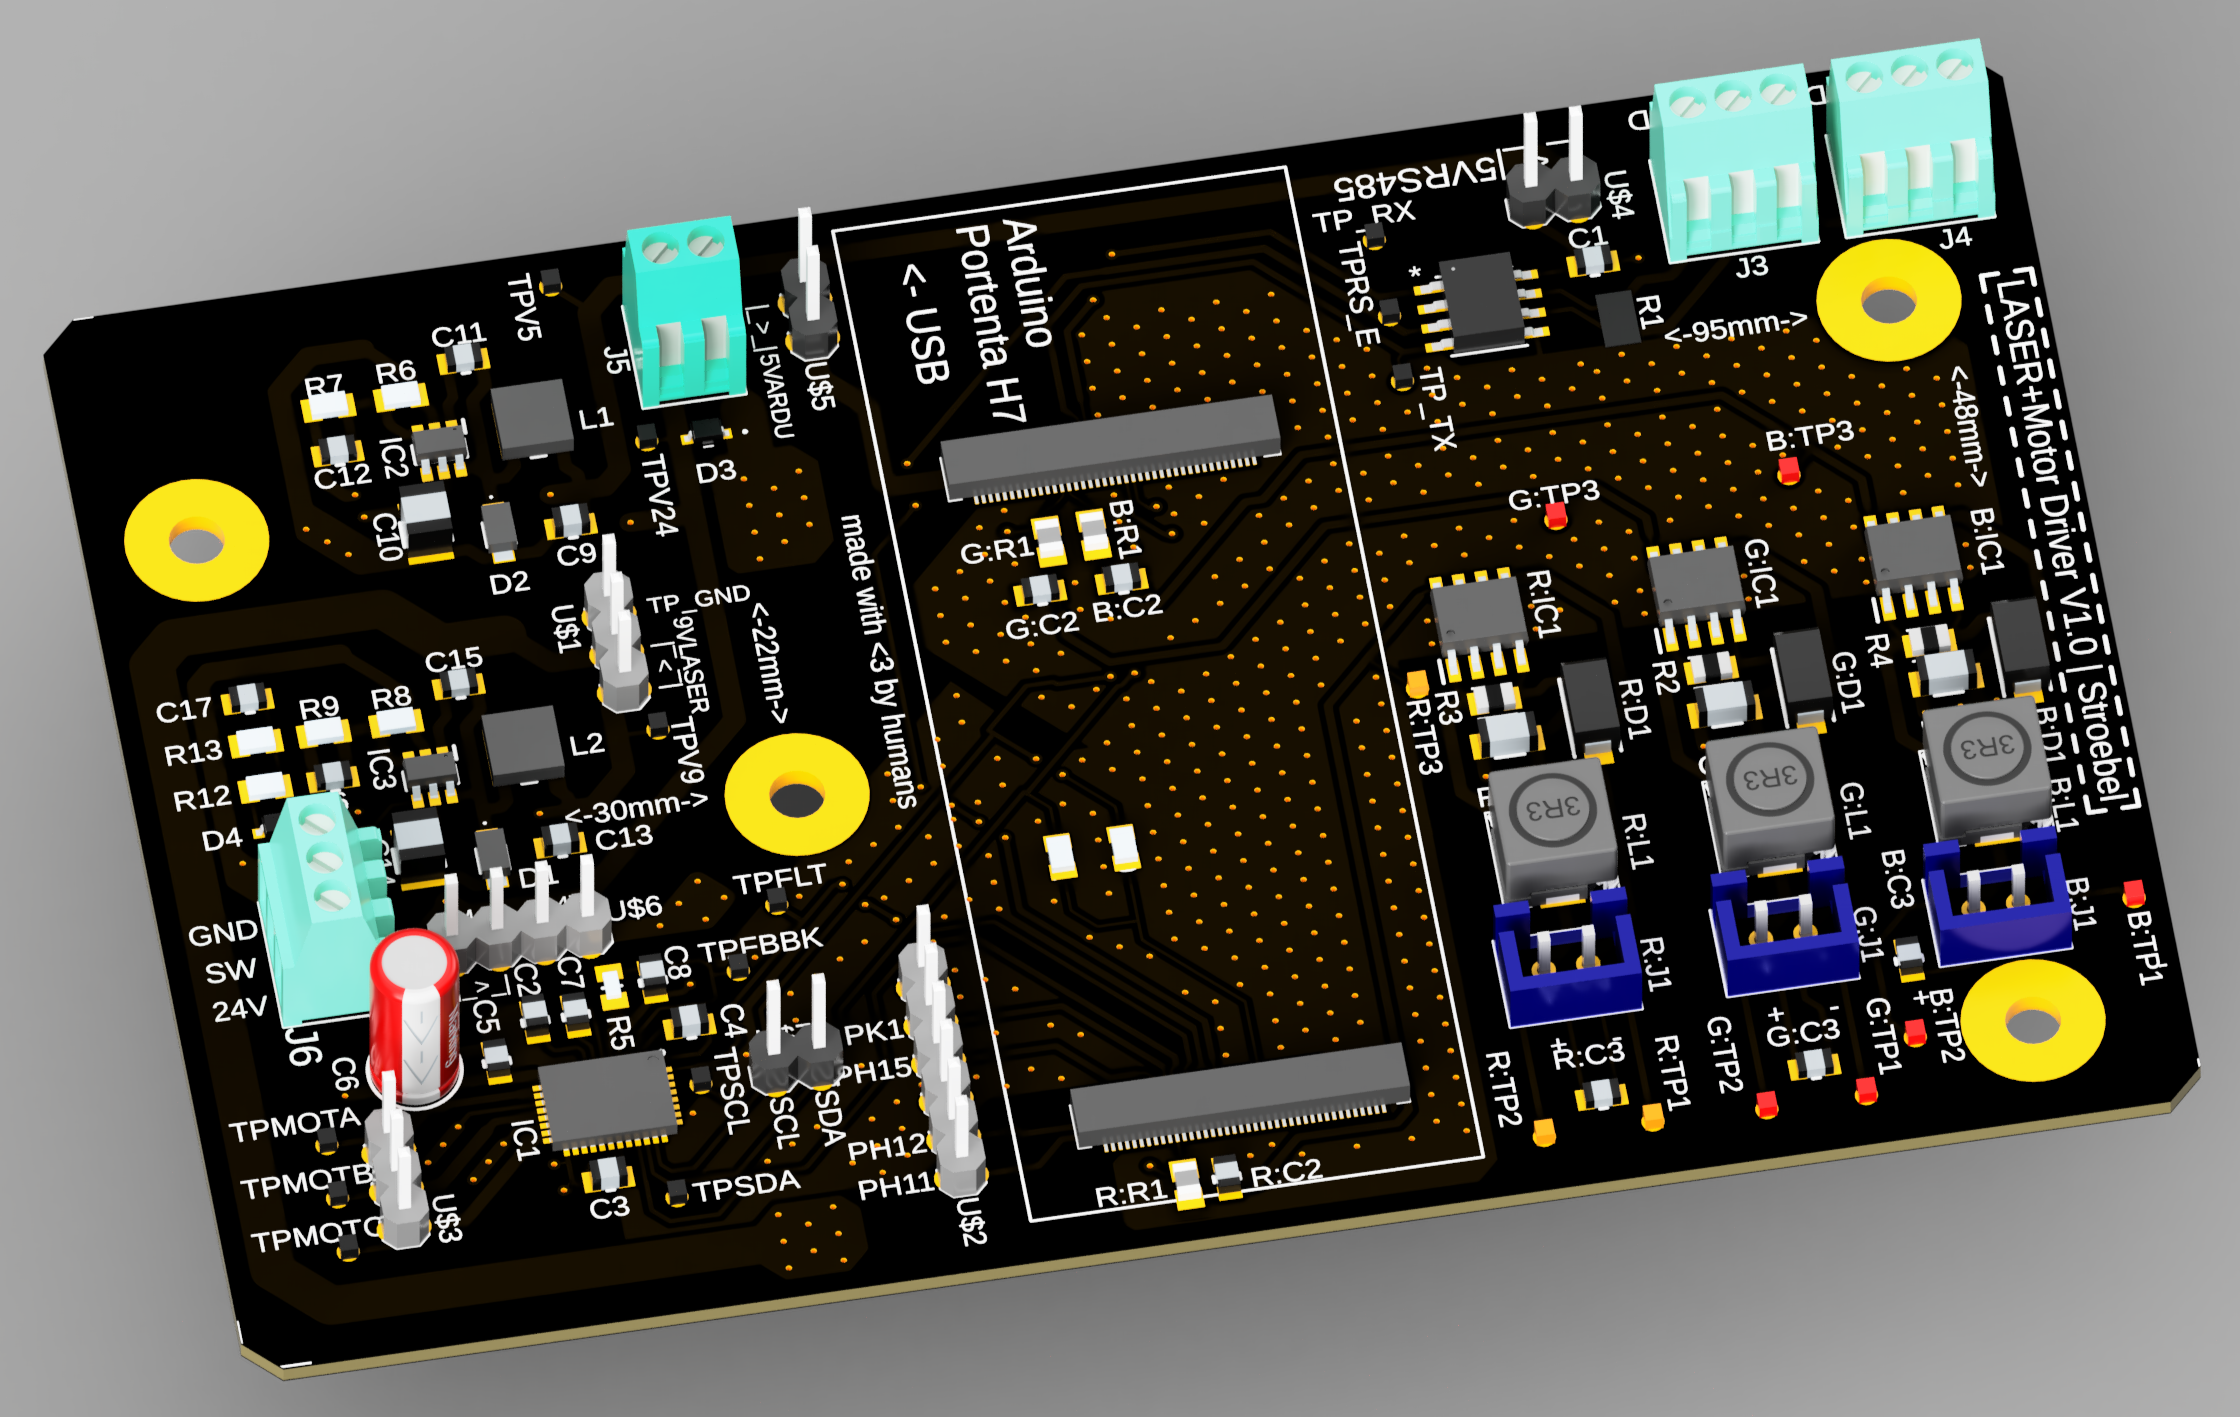 Arduino
Portenta H7
<- USB
made with <3 by humans
[LASER+Motor Driver V1.0 | Stroebel]
<-95mm->
<-48mm->
<-22mm->
<-30mm->
5VRS485
U$4
TP_RX
C1
J3
J4
TPRS_E
*
R1
TP_TX
B:TP3
G:TP3
TPV5
J5
5VARDU
U$5
C11
R7
R6
L1
IC2
C12
TPV24
D3
C10
C9
D2
G:R1
B:R1
G:C2
B:C2
R:IC1
G:IC1
B:IC1
U$1
TP_GND
9VLASER
TPV9
C15
C17
R9
R8
R13
IC3
L2
R12
D4
C13
D1
R:TP3
R3
R:D1
R2
G:D1
R4
B:D1
3R3
3R3
3R3
R:L1
G:L1
B:L1
U$6
TPFLT
TPFBBK
GND
SW
24V
J6
C6
C5
C2
C7
R5
C8
C4
TPSCL
SCL
SDA
PK1
PH15
PH12
PH11
U$2
B:C3
R:J1
G:J1
B:J1
B:TP1
B:TP2
+
+ -
+ -
R:C3
G:C3
R:TP2
R:TP1
G:TP2
G:TP1
TPMOTA
TPMOTB
TPMOTC
U$3
IC1
C3
TPSDA
R:R1
R:C2